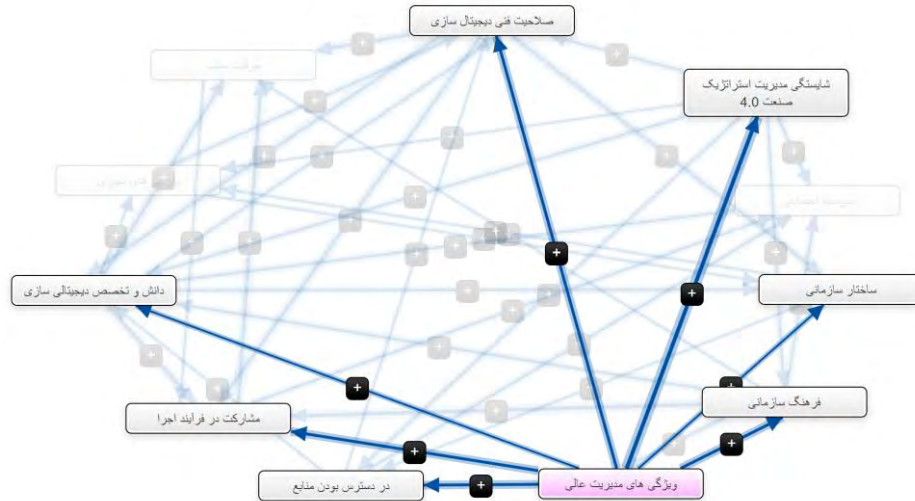 صلاحیت فنی دیجیتال سازی
شایستگی مدیریت استراتژیک
صنعت 4.0
دانش و تخصص دیجیتالی سازی
ساختار سازمانی
فرهنگ سازمانی
مشارکت در فرآیند اجرا
در دسترس بودن منابع
ویژگی های مدیریت عالی